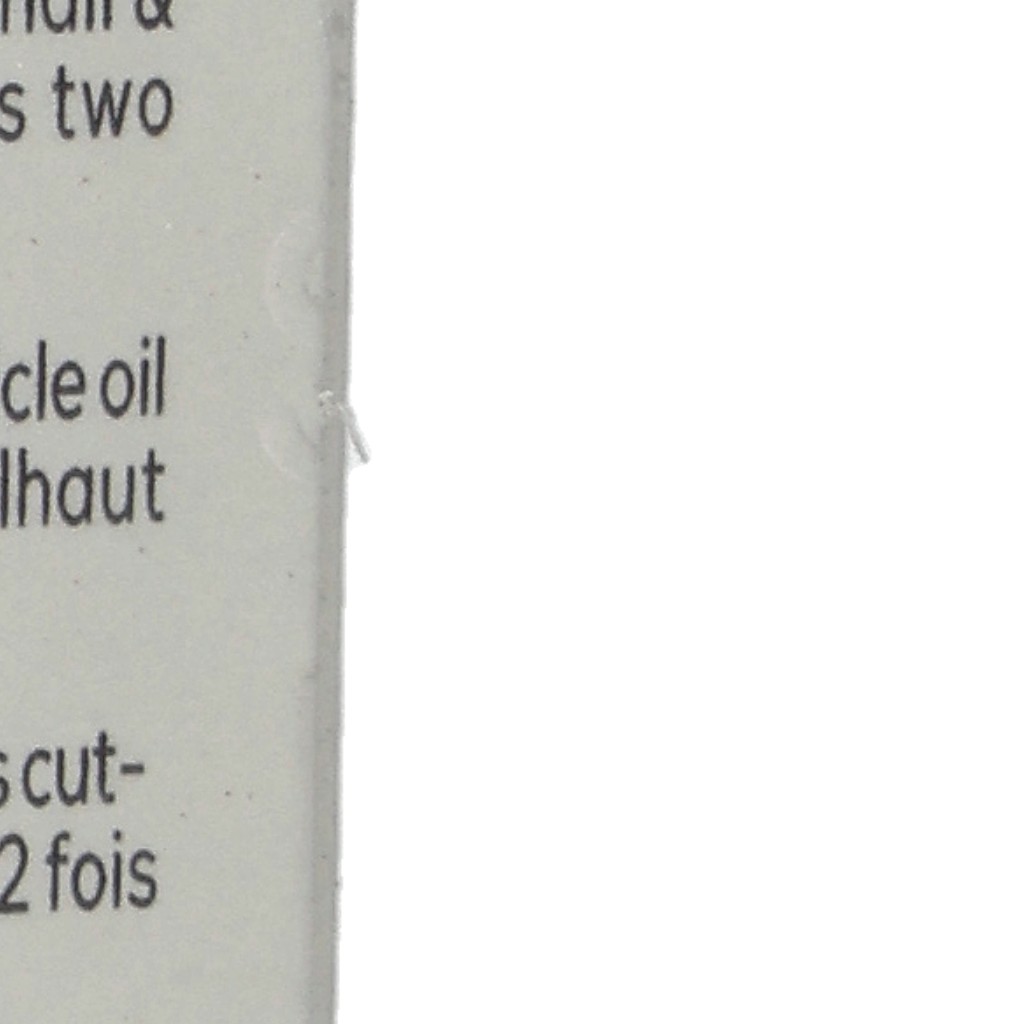 &
s two
cle oil
lhaut
s cut-
2 fois